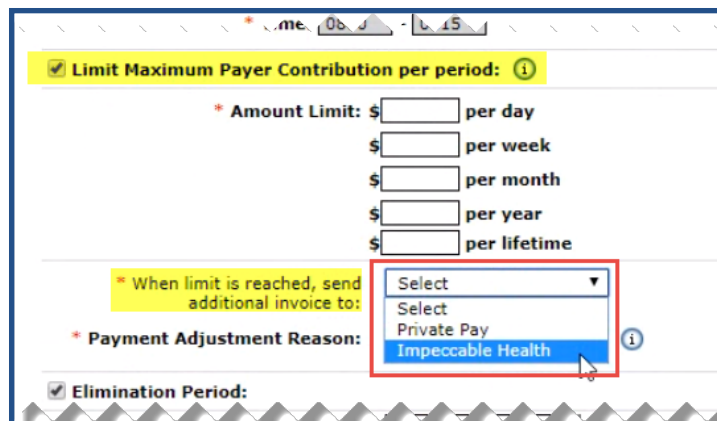 Limit Maximum Payer Contribution per period: i
* Amount Limit: $ per day
$ per week
$ per month
$ per year
$ per lifetime
* When limit is reached, send
additional invoice to:
Select
Select
Private Pay
* Payment Adjustment Reason: i
Impeccable Health
Elimination Period: